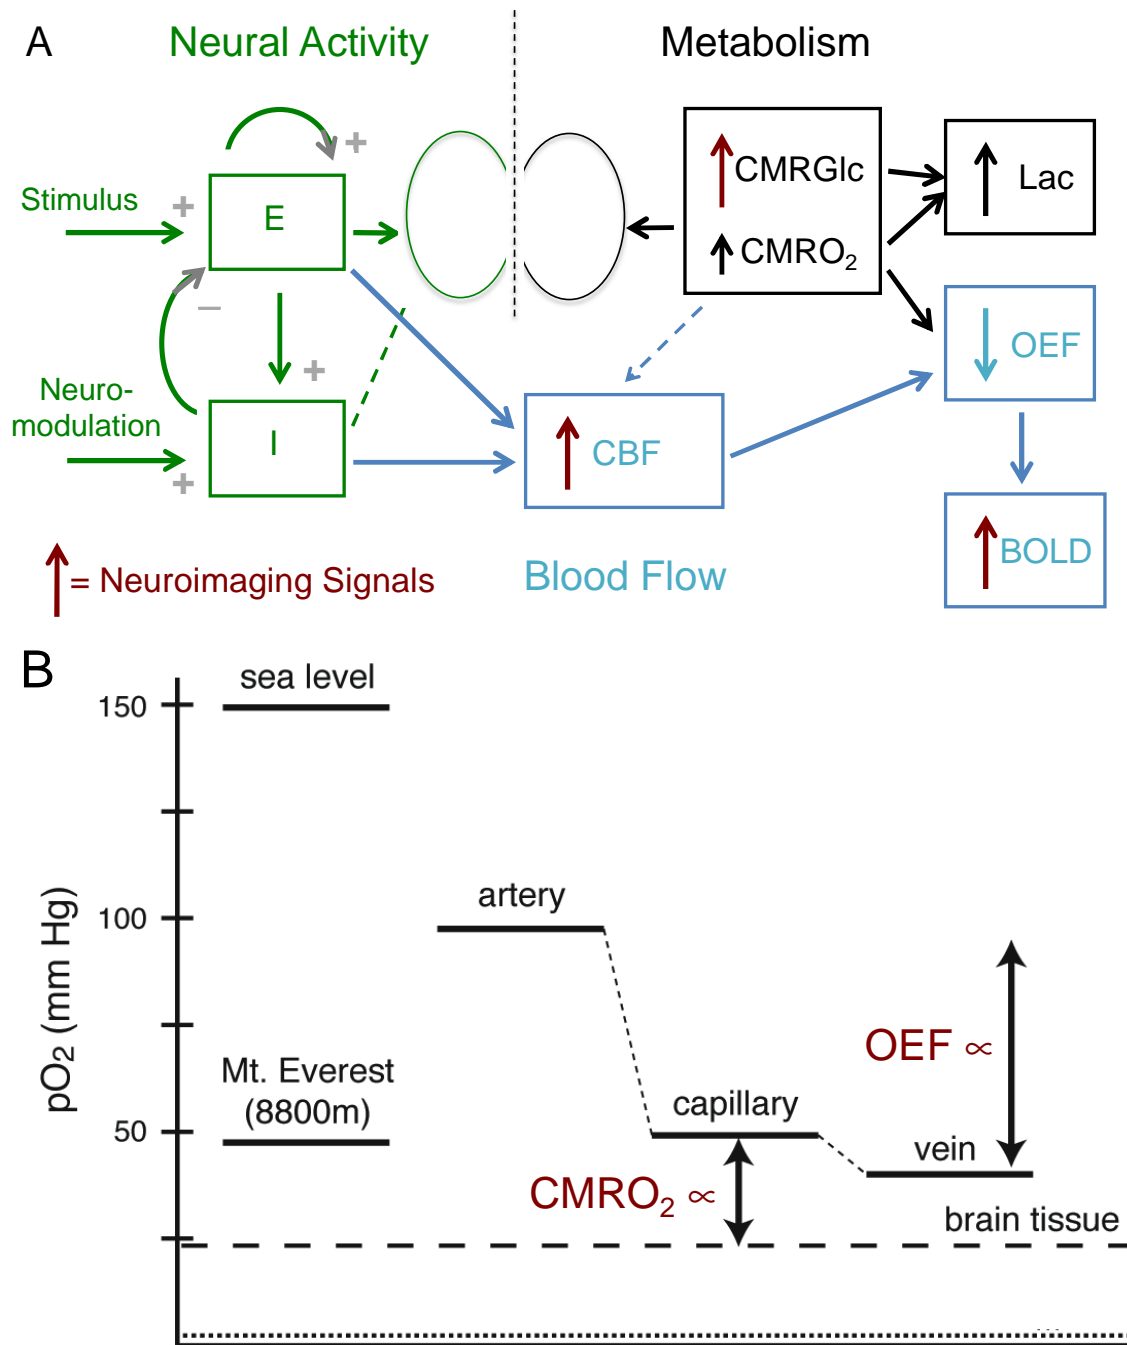 A
Neural Activity
Metabolism
+
CMRGlc
Lac
Stimulus
+
E
CMRO₂
–
OEF
+
Neuro-
modulation
I
CBF
+
BOLD
= Neuroimaging Signals
Blood Flow
B
sea level
150
artery
100
pO₂ (mm Hg)
OEF ∝
Mt. Everest
(8800m)
capillary
50
vein
CMRO₂ ∝
brain tissue